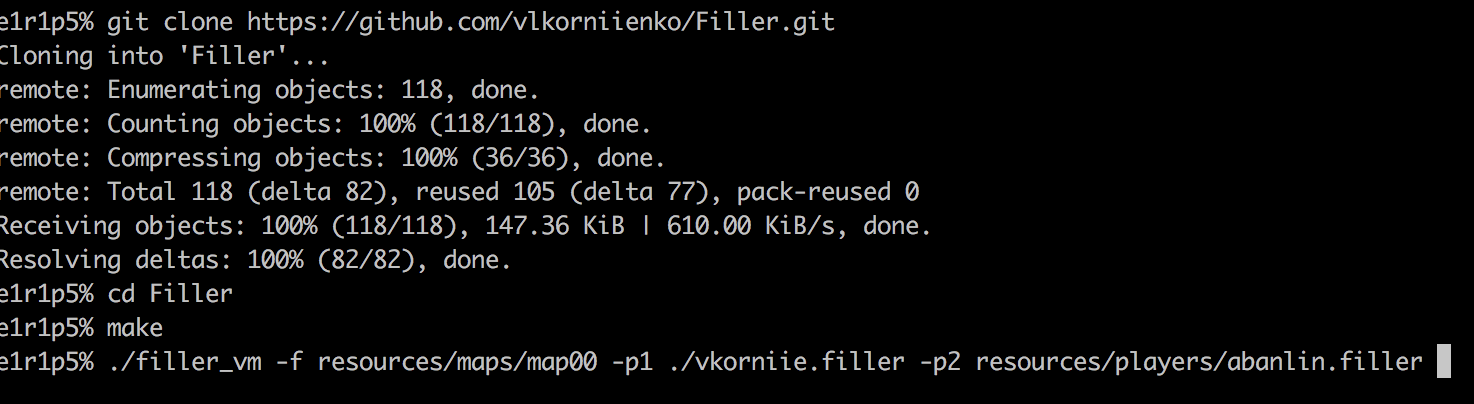 e1r1p5% git clone https://github.com/vlkorniienko/Filler.git
Cloning into 'Filler'...
remote: Enumerating objects: 118, done.
remote: Counting objects: 100% (118/118), done.
remote: Compressing objects: 100% (36/36), done.
remote: Total 118 (delta 82), reused 105 (delta 77), pack-reused 0
Receiving objects: 100% (118/118), 147.36 KiB | 610.00 KiB/s, done.
Resolving deltas: 100% (82/82), done.
e1r1p5% cd Filler
e1r1p5% make
e1r1p5% ./filler_vm -f resources/maps/map00 -p1 ./vkorniie.filler -p2 resources/players/abanlin.filler